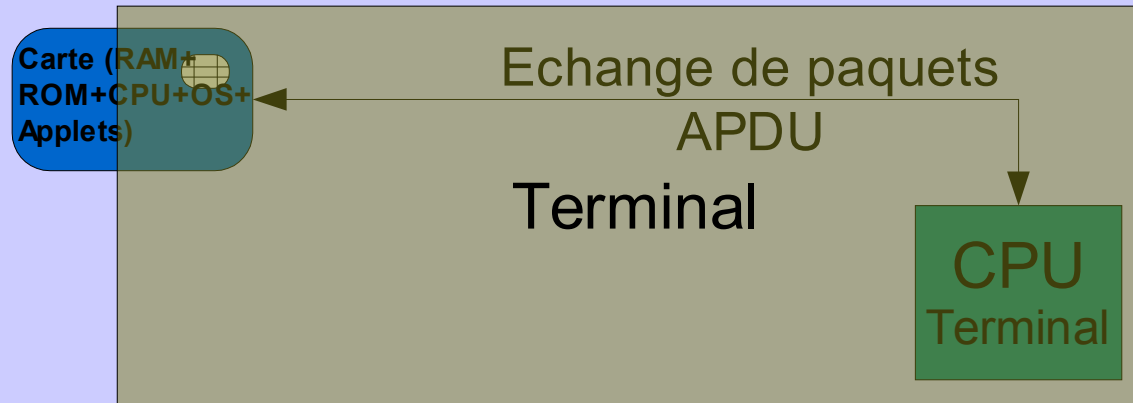 Carte (RAM+
ROM+CPU+OS+
Applets)
Echange de paquets
APDU
Terminal
CPU
Terminal